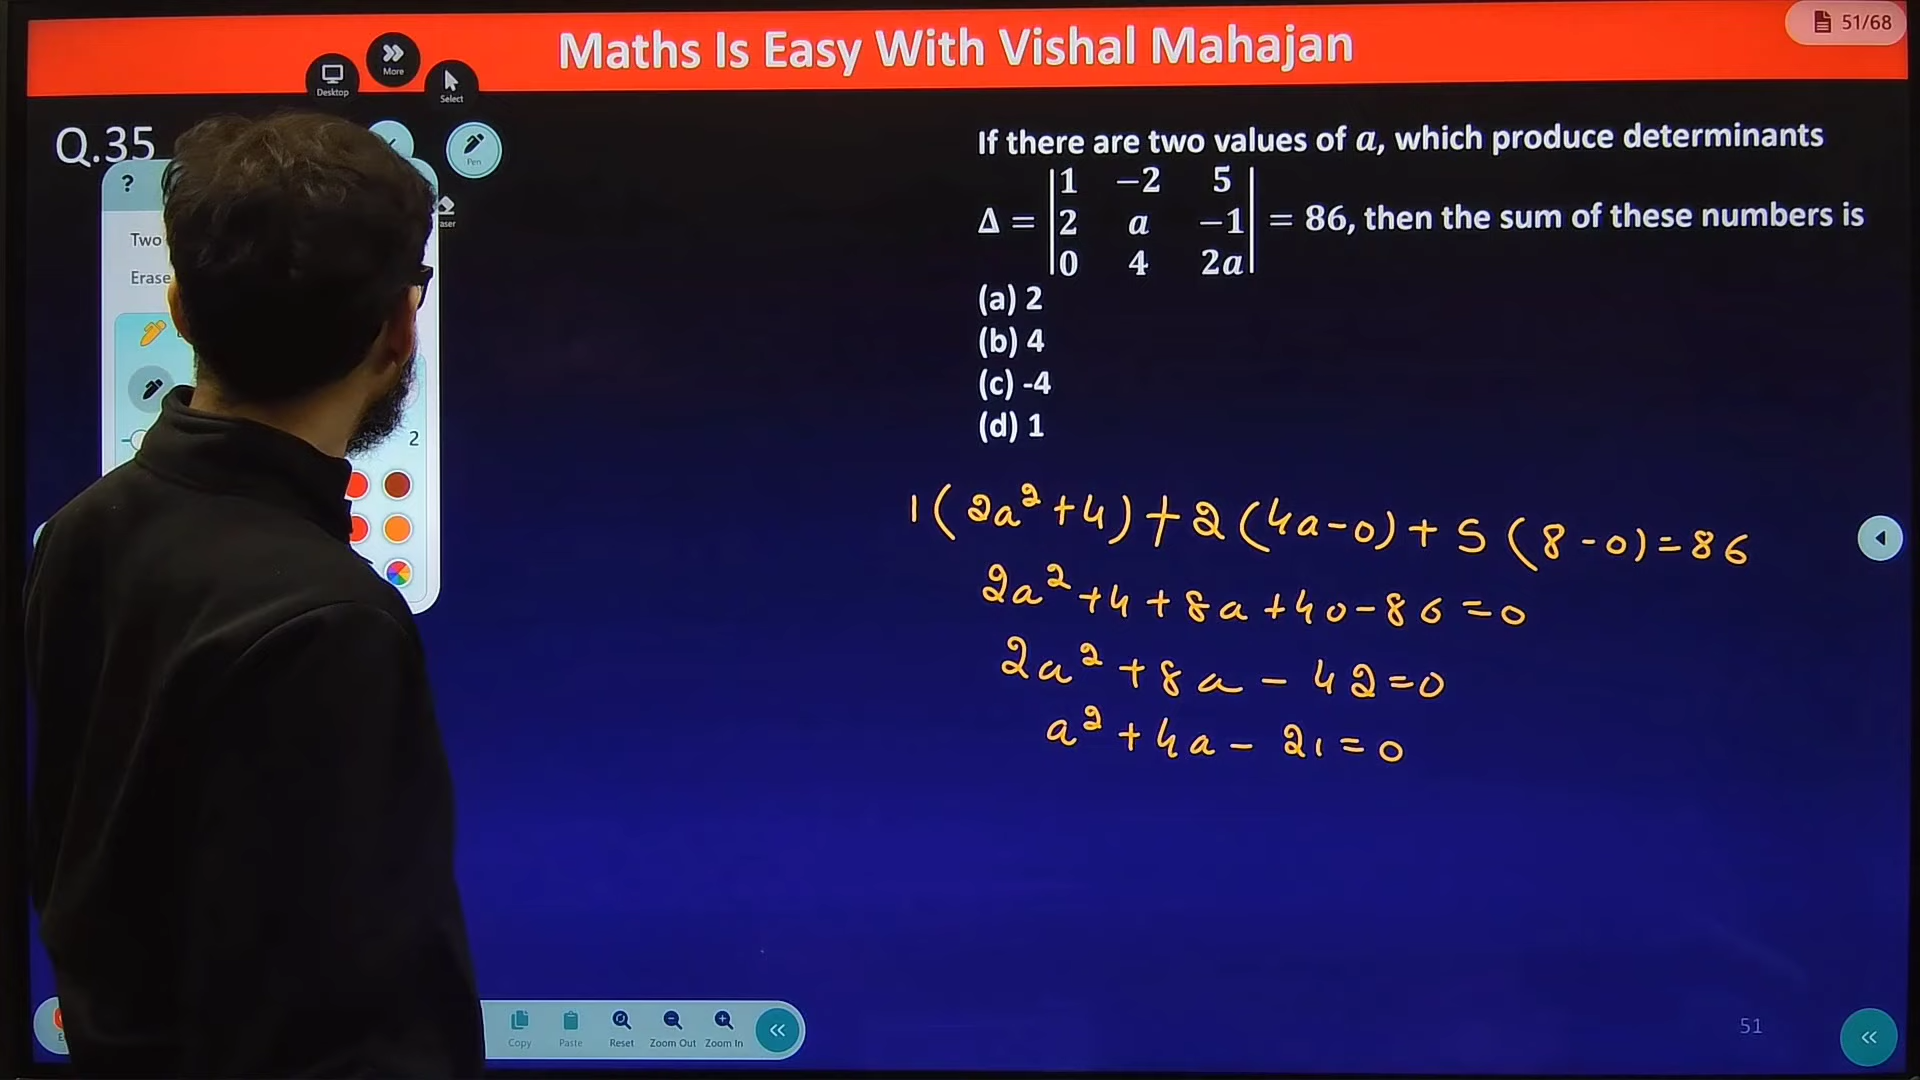 Maths Is Easy With Vishal Mahajan
51/68
Desktop
More
Select
Pen
Q.35
?
Two
Erase
2
If there are two values of a, which produce determinants
Δ = |1 −2 5|
|2 a −1| = 86, then the sum of these numbers is
|0 4 2a|
(a) 2
(b) 4
(c) -4
(d) 1
1(2a²+4)+2(4a-0)+5(8-0)=86
2a²+4+8a+40-86=0
2a²+8a-42=0
a²+4a-21=0
Copy Paste Reset Zoom Out Zoom In
51